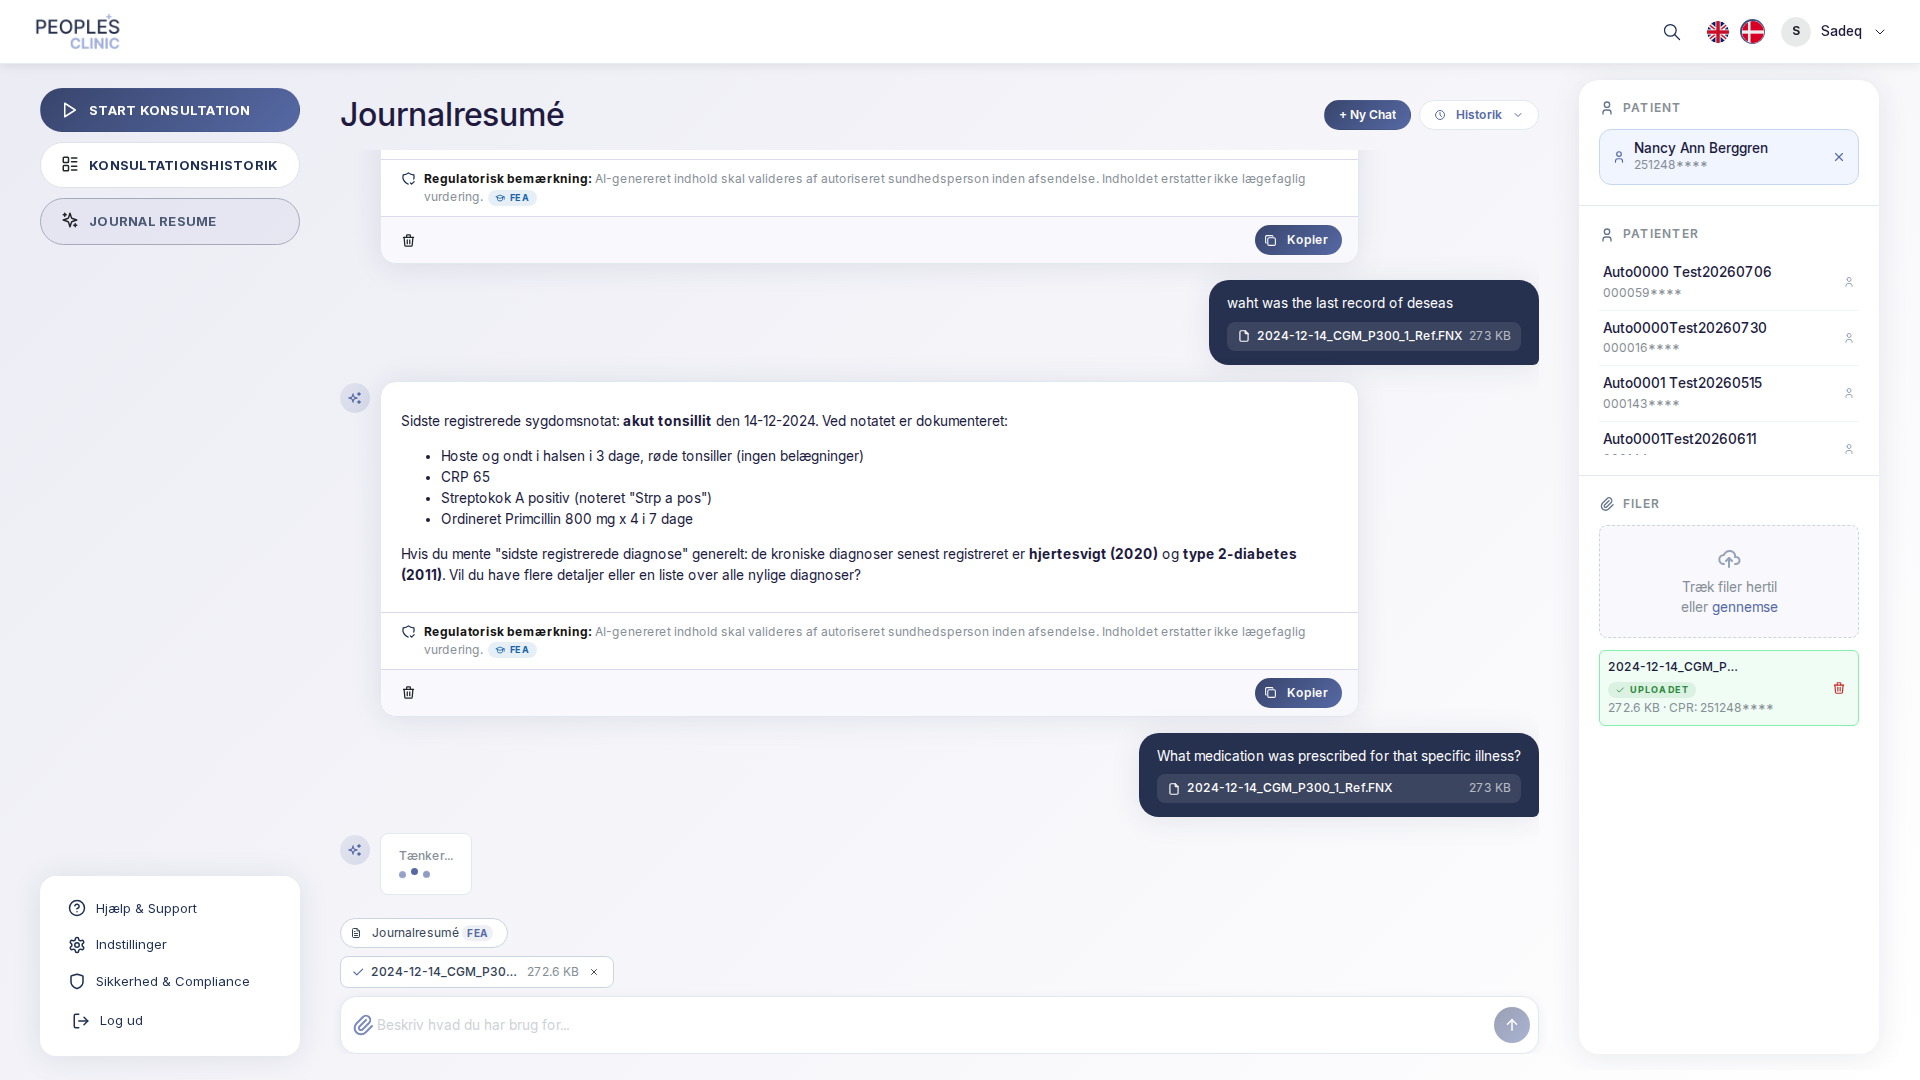 PEOPLES
CLINIC
S
Sadeq
START KONSULTATION
KONSULTATIONSHISTORIK
JOURNAL RESUME
Journalresumé
+ Ny Chat
Historik
Regulatorisk bemærkning: AI-genereret indhold skal valideres af autoriseret sundhedsperson inden afsendelse. Indholdet erstatter ikke lægefaglig
vurdering. FEA
Kopier
waht was the last record of deseas
2024-12-14_CGM_P300_1_Ref.FNX 273 KB
Sidste registrerede sygdomsnotat: akut tonsillit den 14-12-2024. Ved notatet er dokumenteret:
• Hoste og ondt i halsen i 3 dage, røde tonsiller (ingen belægninger)
• CRP 65
• Streptokok A positiv (noteret "Strp a pos")
• Ordineret Primcillin 800 mg x 4 i 7 dage
Hvis du mente "sidste registrerede diagnose" generelt: de kroniske diagnoser senest registreret er hjertesvigt (2020) og type 2-diabetes
(2011). Vil du have flere detaljer eller en liste over alle nylige diagnoser?
Regulatorisk bemærkning: AI-genereret indhold skal valideres af autoriseret sundhedsperson inden afsendelse. Indholdet erstatter ikke lægefaglig
vurdering. FEA
Kopier
What medication was prescribed for that specific illness?
2024-12-14_CGM_P300_1_Ref.FNX 273 KB
Tænker...
Journalresumé FEA
2024-12-14_CGM_P30... 272.6 KB
Beskriv hvad du har brug for...
Hjælp & Support
Indstillinger
Sikkerhed & Compliance
Log ud
PATIENT
Nancy Ann Berggren
251248****
PATIENTER
Auto0000 Test20260706
000059****
Auto0000Test20260730
000016****
Auto0001 Test20260515
000143****
Auto0001Test20260611
FILER
Træk filer hertil
eller gennemse
2024-12-14_CGM_P...
UPLOADET
272.6 KB · CPR: 251248****